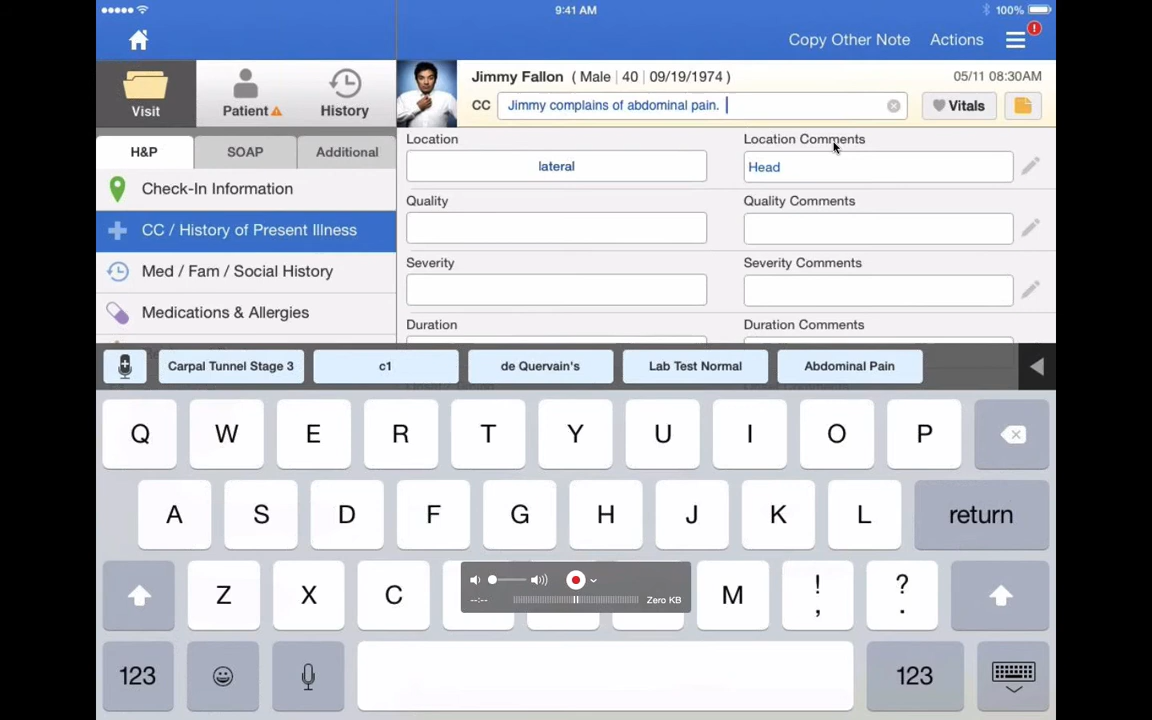 9:41 AM
100%
Copy Other Note
Actions
!
Visit
Patient
History
Jimmy Fallon ( Male | 40 | 09/19/1974 )
05/11 08:30AM
CC
Jimmy complains of abdominal pain.
Vitals
H&P
SOAP
Additional
Check-In Information
CC / History of Present Illness
Med / Fam / Social History
Medications & Allergies
Location
lateral
Location Comments
Head
Quality
Quality Comments
Severity
Severity Comments
Duration
Duration Comments
Carpal Tunnel Stage 3
c1
de Quervain's
Lab Test Normal
Abdominal Pain
Q W E R T Y U I O P
A S D F G H J K L return
Z X C M ! , ? .
--:--
Zero KB
123
123